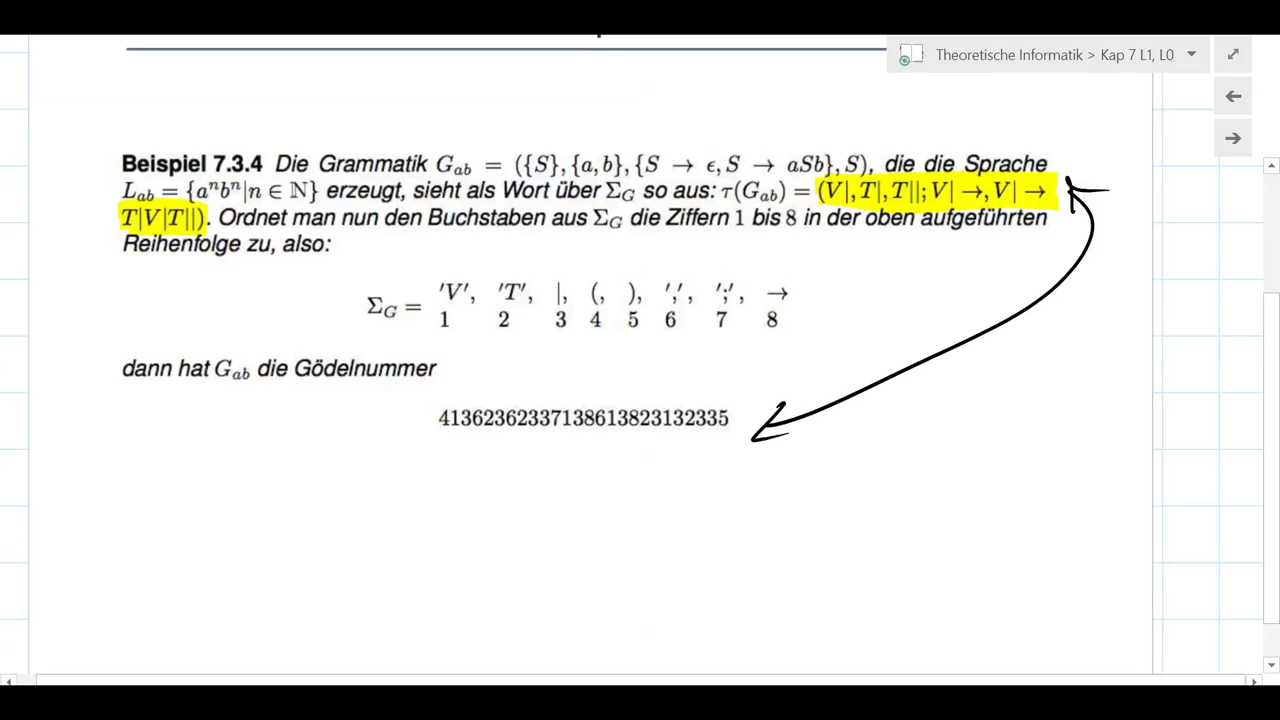 Theoretische Informatik > Kap 7 L1, L0
Beispiel 7.3.4 Die Grammatik G_ab = ({S}, {a, b}, {S → ϵ, S → aSb}, S), die die Sprache
L_ab = {aⁿbⁿ|n ∈ ℕ} erzeugt, sieht als Wort über Σ_G so aus: τ(G_ab) = (V|, T|, T||; V| →, V| →
T|V|T||). Ordnet man nun den Buchstaben aus Σ_G die Ziffern 1 bis 8 in der oben aufgeführten
Reihenfolge zu, also:
Σ_G = 'V', 'T', |, (, ), ',', ';', →
1 2 3 4 5 6 7 8
dann hat G_ab die Gödelnummer
41362362337138613823132335